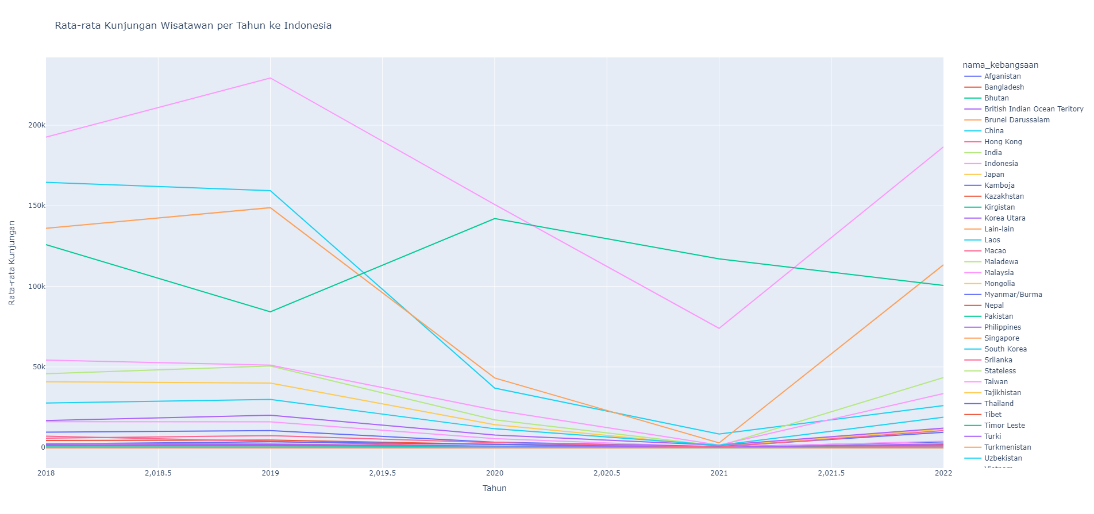 Rata-rata Kunjungan Wisatawan per Tahun ke Indonesia
nama_kebangsaan
Afganistan
Bangladesh
Bhutan
British Indian Ocean Teritory
Brunei Darussalam
China
Hong Kong
India
Indonesia
Japan
Kamboja
Kazakhstan
Kirgistan
Korea Utara
Lain-lain
Laos
Macao
Maladewa
Malaysia
Mongolia
Myanmar/Burma
Nepal
Pakistan
Philippines
Singapore
South Korea
Srilanka
Stateless
Taiwan
Tajikhistan
Thailand
Tibet
Timor Leste
Turki
Turkmenistan
Uzbekistan
Vietnam
200k
150k
100k
50k
0
Rata-rata Kunjungan
2018
2,018.5
2019
2,019.5
2020
2,020.5
2021
2,021.5
2022
Tahun